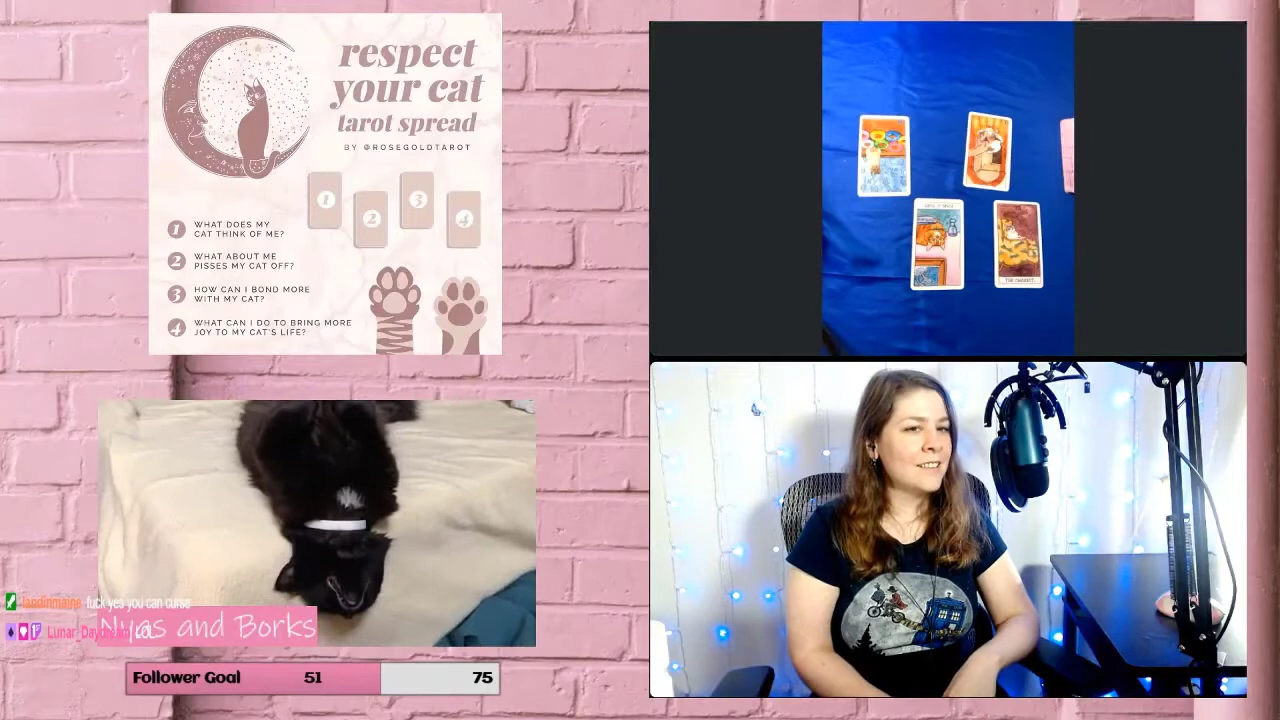 respect
your cat
tarot spread
BY @ROSEGOLDTAROT
1
2
3
4
1 WHAT DOES MY
CAT THINK OF ME?
2 WHAT ABOUT ME
PISSES MY CAT OFF?
3 HOW CAN I BOND MORE
WITH MY CAT?
4 WHAT CAN I DO TO BRING MORE
JOY TO MY CAT'S LIFE?
THE CHARIOT
fuck yes you can curse
LOL
Nyas and Borks
Follower Goal 51 75